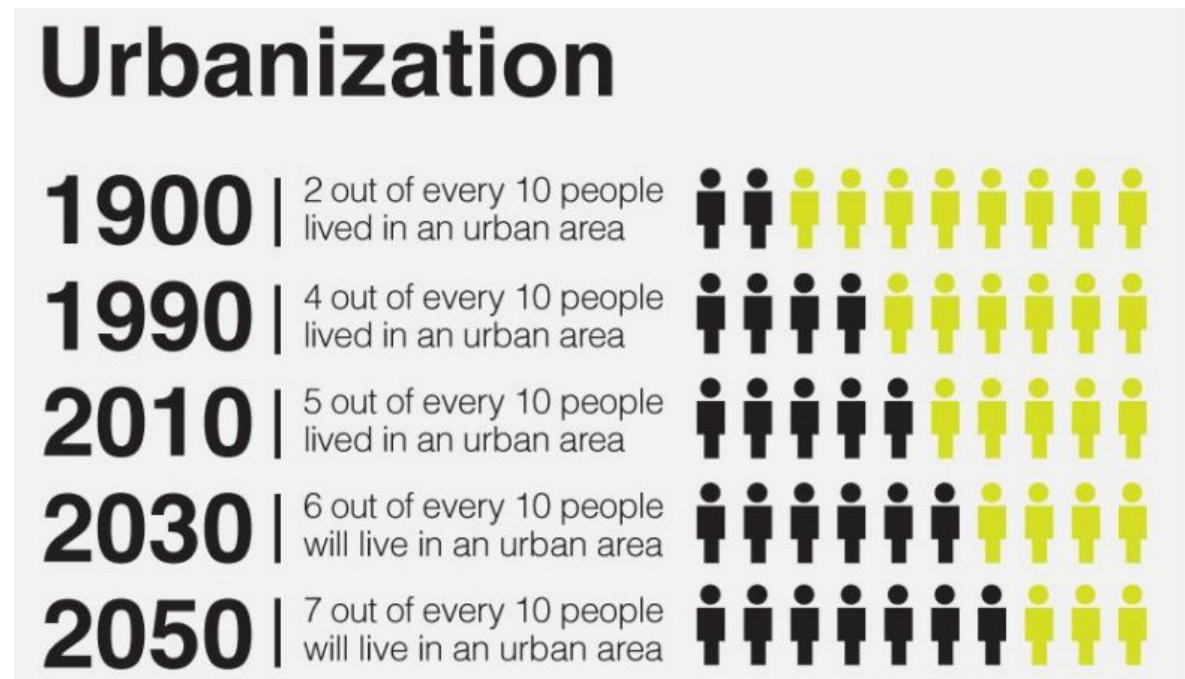 Urbanization
1900 | 2 out of every 10 people
lived in an urban area
1990 | 4 out of every 10 people
lived in an urban area
2010 | 5 out of every 10 people
lived in an urban area
2030 | 6 out of every 10 people
will live in an urban area
2050 | 7 out of every 10 people
will live in an urban area